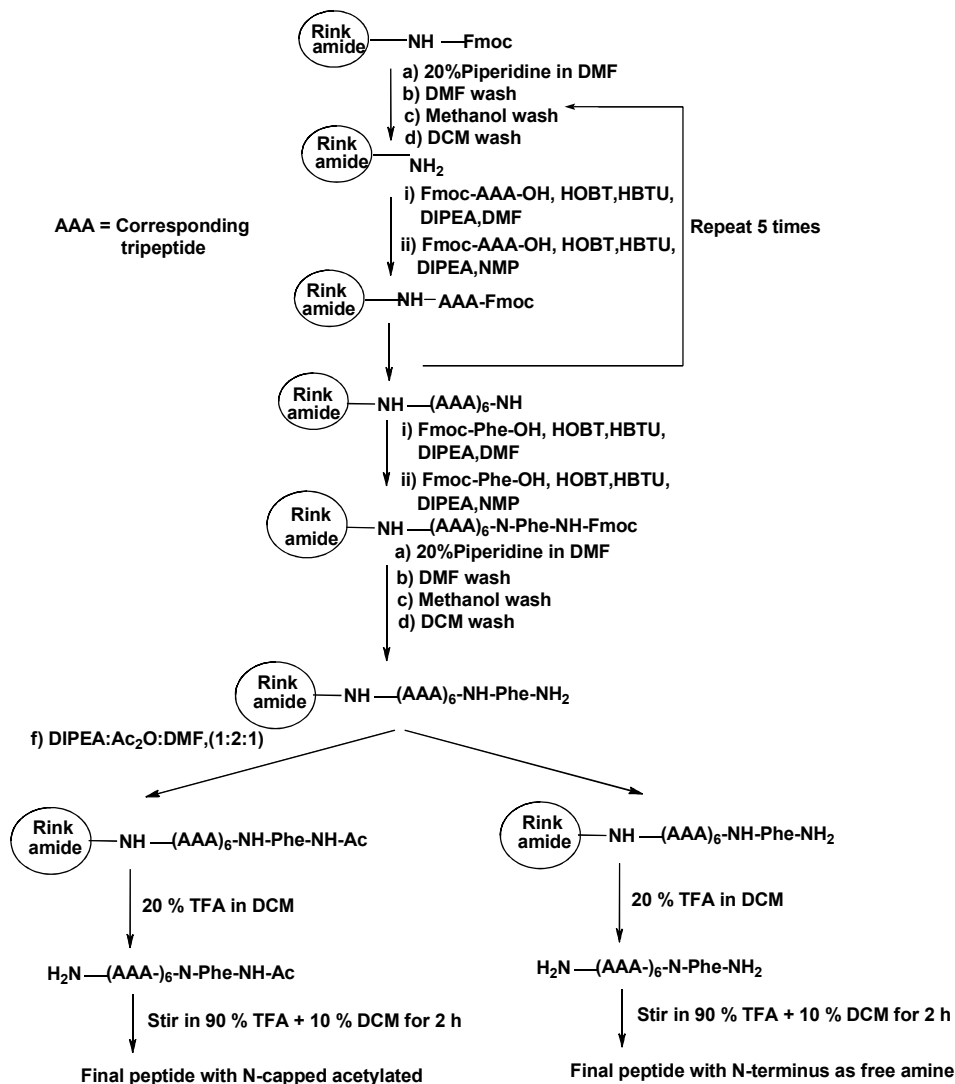 Rink
amide
NH —Fmoc
a) 20%Piperidine in DMF
b) DMF wash
c) Methanol wash
d) DCM wash
Rink
amide
NH₂
i) Fmoc-AAA-OH, HOBT,HBTU,
DIPEA,DMF
ii) Fmoc-AAA-OH, HOBT,HBTU,
DIPEA,NMP
AAA = Corresponding
tripeptide
Repeat 5 times
Rink
amide
NH— AAA-Fmoc
Rink
amide
NH —(AAA)₆-NH
i) Fmoc-Phe-OH, HOBT,HBTU,
DIPEA,DMF
ii) Fmoc-Phe-OH, HOBT,HBTU,
DIPEA,NMP
Rink
amide
NH —(AAA)₆-N-Phe-NH-Fmoc
a) 20%Piperidine in DMF
b) DMF wash
c) Methanol wash
d) DCM wash
Rink
amide
NH —(AAA)₆-NH-Phe-NH₂
f) DIPEA:Ac₂O:DMF,(1:2:1)
Rink
amide
NH —(AAA)₆-NH-Phe-NH-Ac
20 % TFA in DCM
H₂N —(AAA-)₆-N-Phe-NH-Ac
Stir in 90 % TFA + 10 % DCM for 2 h
Final peptide with N-capped acetylated
Rink
amide
NH —(AAA)₆-NH-Phe-NH₂
20 % TFA in DCM
H₂N —(AAA-)₆-N-Phe-NH₂
Stir in 90 % TFA + 10 % DCM for 2 h
Final peptide with N-terminus as free amine